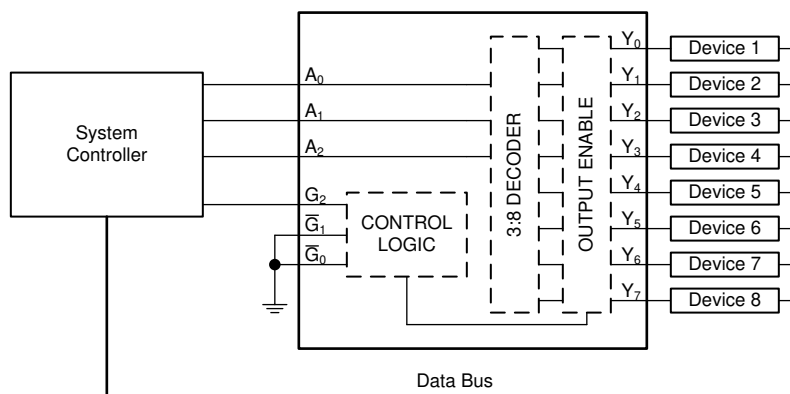 System
Controller
A0
A1
A2
G2
G̅1
G̅0
CONTROL
LOGIC
3:8 DECODER
OUTPUT ENABLE
Y0
Y1
Y2
Y3
Y4
Y5
Y6
Y7
Device 1
Device 2
Device 3
Device 4
Device 5
Device 6
Device 7
Device 8
Data Bus